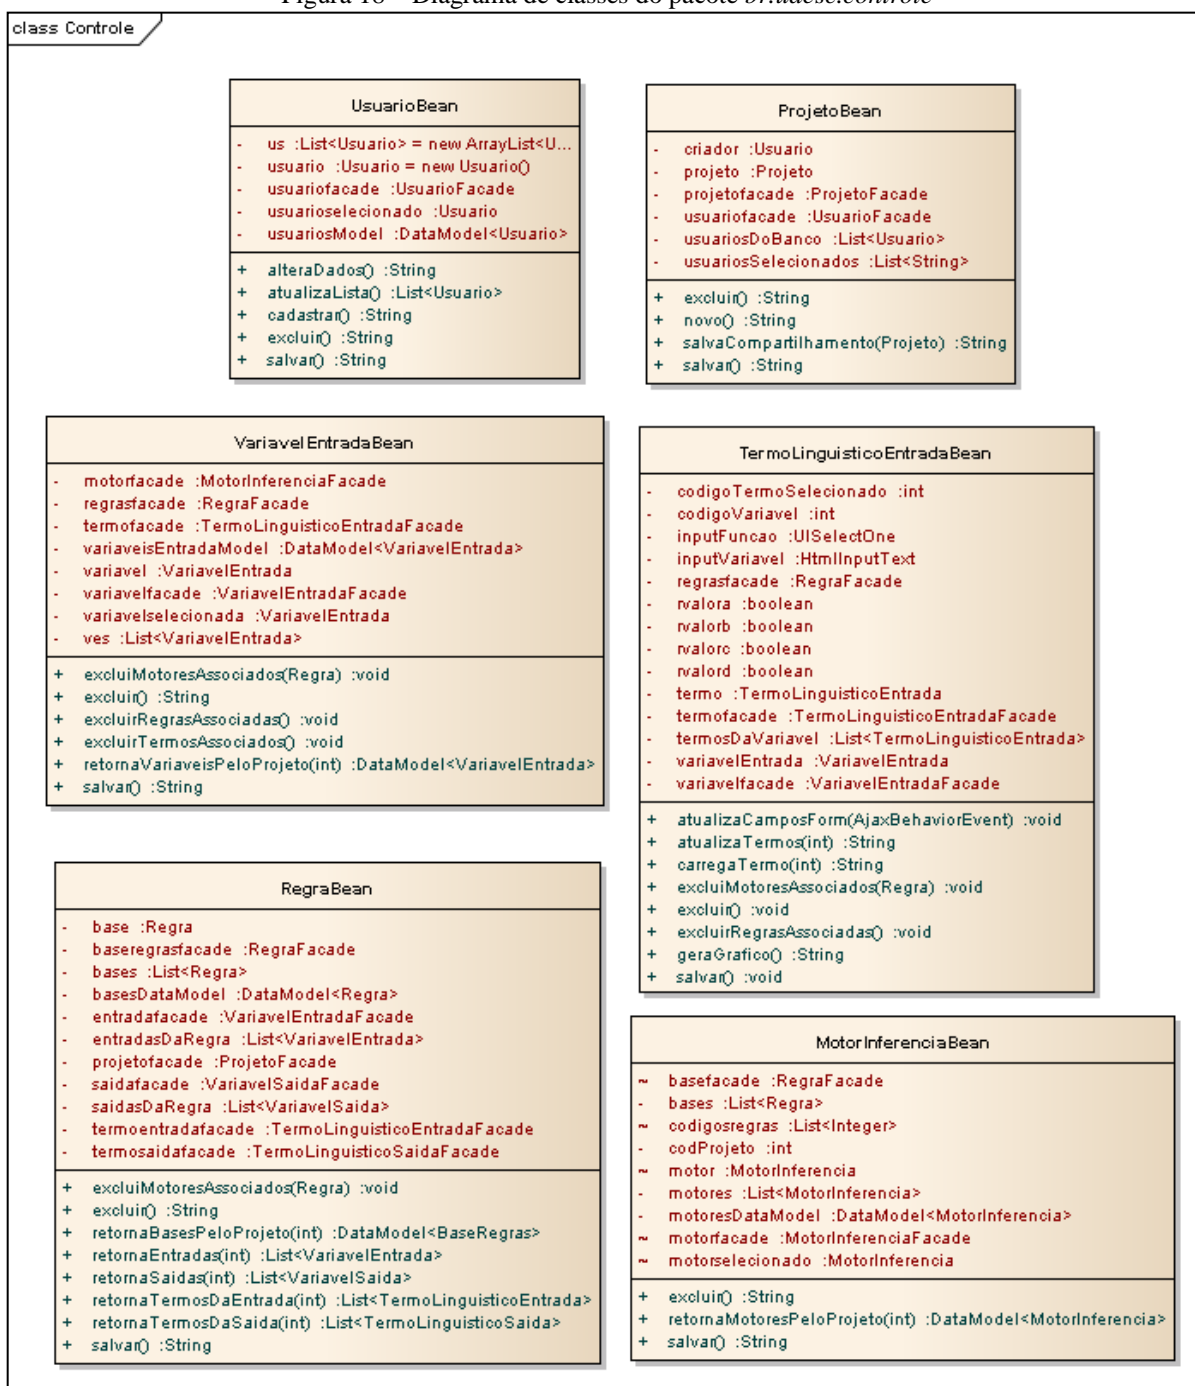 Figura 18 – Diagrama de classes do pacote br.udesc.controle
class Controle
UsuarioBean
- us :List<Usuario> = new ArrayList<U...
- usuario :Usuario = new Usuario()
- usuariofacade :UsuarioFacade
- usuarioselecionado :Usuario
- usuariosModel :DataModel<Usuario>
+ alteraDados() :String
+ atualizaLista() :List<Usuario>
+ cadastrar() :String
+ excluir() :String
+ salvar() :String
ProjetoBean
- criador :Usuario
- projeto :Projeto
- projetofacade :ProjetoFacade
- usuariofacade :UsuarioFacade
- usuariosDoBanco :List<Usuario>
- usuariosSelecionados :List<String>
+ excluir() :String
+ novo() :String
+ salvaCompartilhamento(Projeto) :String
+ salvar() :String
VariavelEntradaBean
- motorfacade :MotorInferenciaFacade
- regrasfacade :RegraFacade
- termofacade :TermoLinguisticoEntradaFacade
- variaveisEntradaModel :DataModel<VariavelEntrada>
- variavel :VariavelEntrada
- variavelfacade :VariavelEntradaFacade
- variavelselecionada :VariavelEntrada
- ves :List<VariavelEntrada>
+ excluiMotoresAssociados(Regra) :void
+ excluir() :String
+ excluirRegrasAssociadas() :void
+ excluirTermosAssociados() :void
+ retornaVariaveisPeloProjeto(int) :DataModel<VariavelEntrada>
+ salvar() :String
TermoLinguisticoEntradaBean
- codigoTermoSelecionado :int
- codigoVariavel :int
- inputFuncao :UISelectOne
- inputVariavel :HtmlInputText
- regrasfacade :RegraFacade
- rvalora :boolean
- rvalorb :boolean
- rvalorc :boolean
- rvalord :boolean
- termo :TermoLinguisticoEntrada
- termofacade :TermoLinguisticoEntradaFacade
- termosDaVariavel :List<TermoLinguisticoEntrada>
- variavelEntrada :VariavelEntrada
- variavelfacade :VariavelEntradaFacade
+ atualizaCamposForm(AjaxBehaviorEvent) :void
+ atualizaTermos(int) :String
+ carregaTermo(int) :String
+ excluiMotoresAssociados(Regra) :void
+ excluir() :void
+ excluirRegrasAssociadas() :void
+ geraGrafico() :String
+ salvar() :void
RegraBean
- base :Regra
- baseregrasfacade :RegraFacade
- bases :List<Regra>
- basesDataModel :DataModel<Regra>
- entradafacade :VariavelEntradaFacade
- entradasDaRegra :List<VariavelEntrada>
- projetofacade :ProjetoFacade
- saidafacade :VariavelSaidaFacade
- saidasDaRegra :List<VariavelSaida>
- termoentradafacade :TermoLinguisticoEntradaFacade
- termosaidafacade :TermoLinguisticoSaidaFacade
+ excluiMotoresAssociados(Regra) :void
+ excluir() :String
+ retornaBasesPeloProjeto(int) :DataModel<BaseRegras>
+ retornaEntradas(int) :List<VariavelEntrada>
+ retornaSaidas(int) :List<VariavelSaida>
+ retornaTermosDaEntrada(int) :List<TermoLinguisticoEntrada>
+ retornaTermosDaSaida(int) :List<TermoLinguisticoSaida>
+ salvar() :String
MotorInferenciaBean
~ basefacade :RegraFacade
- bases :List<Regra>
~ codigosregras :List<Integer>
- codProjeto :int
~ motor :MotorInferencia
- motores :List<MotorInferencia>
- motoresDataModel :DataModel<MotorInferencia>
~ motorfacade :MotorInferenciaFacade
~ motorselecionado :MotorInferencia
+ excluir() :String
+ retornaMotoresPeloProjeto(int) :DataModel<MotorInferencia>
+ salvar() :String